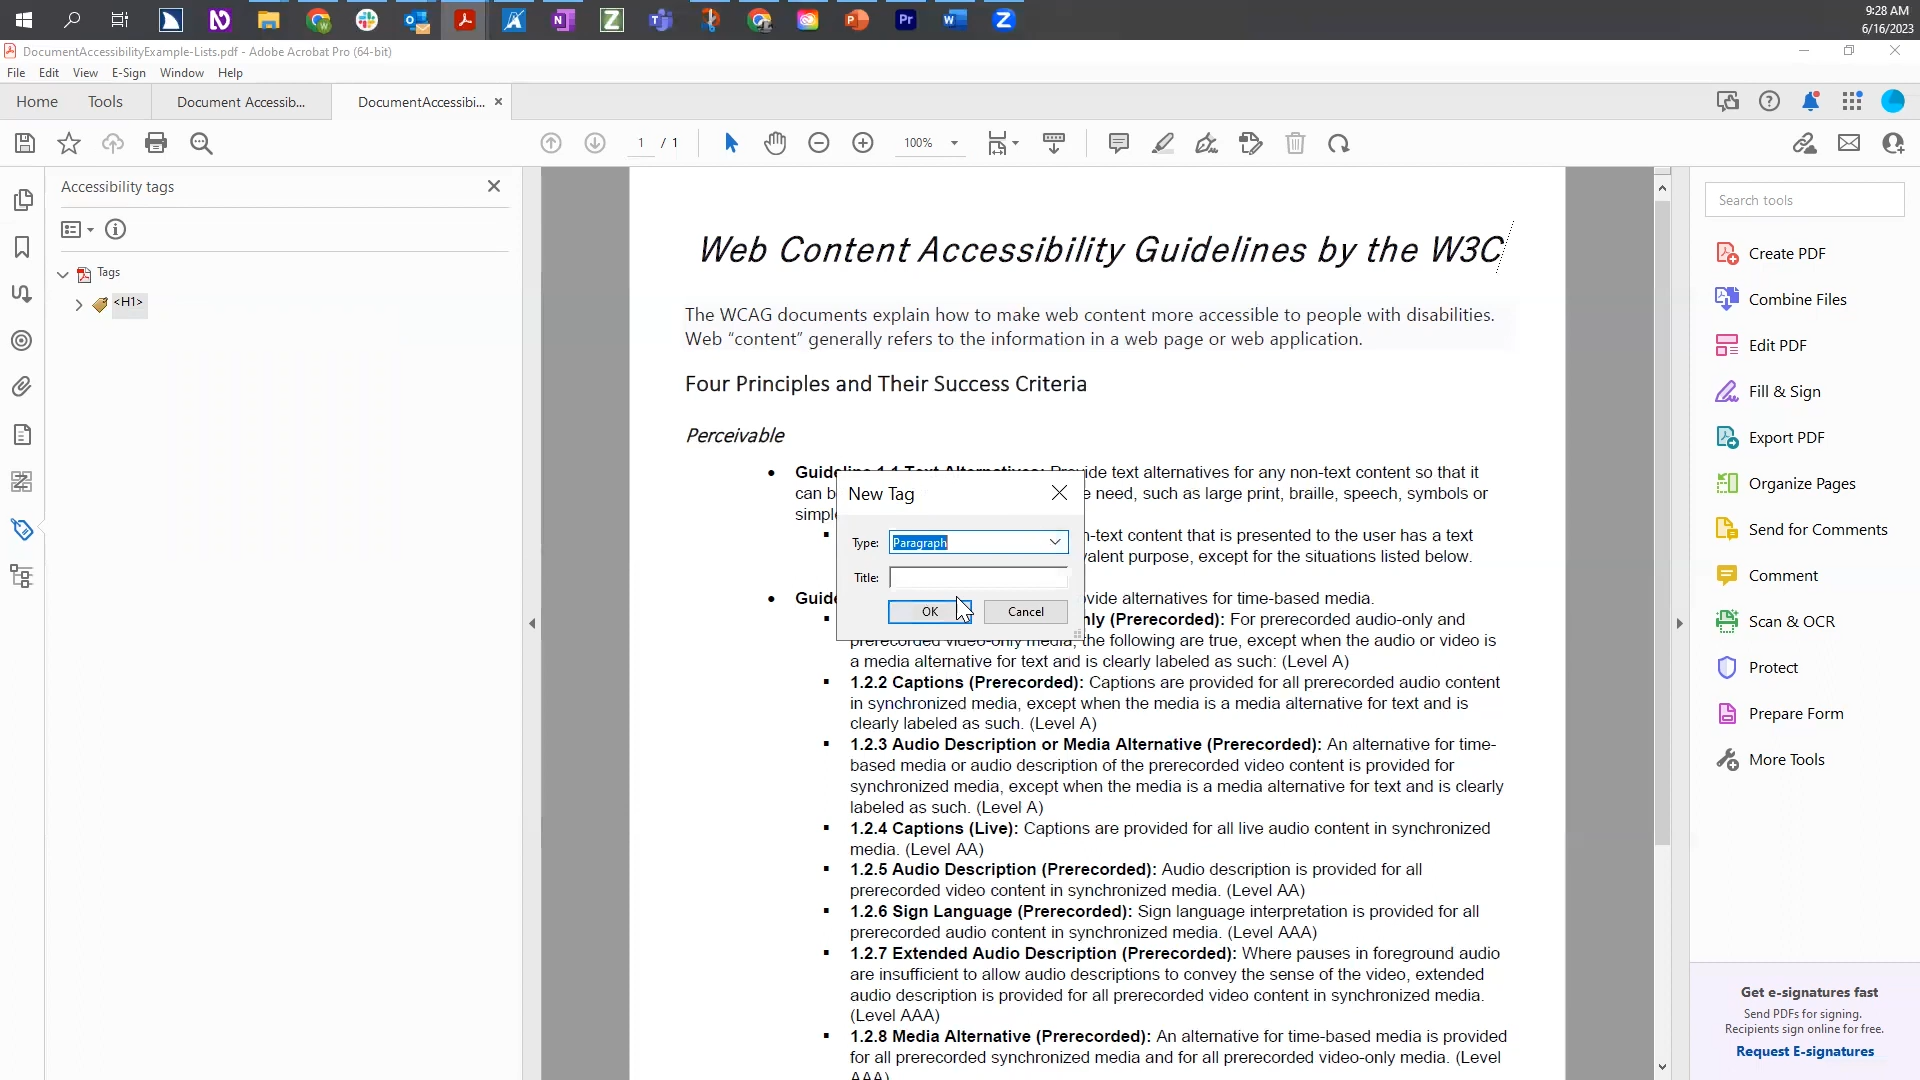 9:28 AM
6/16/2023
DocumentAccessibilityExample-Lists.pdf - Adobe Acrobat Pro (64-bit)
File Edit View E-Sign Window Help
Home Tools Document Accessib... DocumentAccessibi...
1 / 1 100%
Accessibility tags
Tags
<H1>
Web Content Accessibility Guidelines by the W3C
The WCAG documents explain how to make web content more accessible to people with disabilities.
Web “content” generally refers to the information in a web page or web application.
Four Principles and Their Success Criteria
Perceivable
• Guideline 1.1 Text Alternatives: Provide text alternatives for any non-text content so that it
can b
e need, such as large print, braille, speech, symbols or
simpl
n-text content that is presented to the user has a text
valent purpose, except for the situations listed below.
• Guide
ovide alternatives for time-based media.
nly (Prerecorded): For prerecorded audio-only and
prerecorded video-only media, the following are true, except when the audio or video is
a media alternative for text and is clearly labeled as such: (Level A)
▪ 1.2.2 Captions (Prerecorded): Captions are provided for all prerecorded audio content
in synchronized media, except when the media is a media alternative for text and is
clearly labeled as such. (Level A)
▪ 1.2.3 Audio Description or Media Alternative (Prerecorded): An alternative for time-
based media or audio description of the prerecorded video content is provided for
synchronized media, except when the media is a media alternative for text and is clearly
labeled as such. (Level A)
▪ 1.2.4 Captions (Live): Captions are provided for all live audio content in synchronized
media. (Level AA)
▪ 1.2.5 Audio Description (Prerecorded): Audio description is provided for all
prerecorded video content in synchronized media. (Level AA)
▪ 1.2.6 Sign Language (Prerecorded): Sign language interpretation is provided for all
prerecorded audio content in synchronized media. (Level AAA)
▪ 1.2.7 Extended Audio Description (Prerecorded): Where pauses in foreground audio
are insufficient to allow audio descriptions to convey the sense of the video, extended
audio description is provided for all prerecorded video content in synchronized media.
(Level AAA)
▪ 1.2.8 Media Alternative (Prerecorded): An alternative for time-based media is provided
for all prerecorded synchronized media and for all prerecorded video-only media. (Level
AAA)
New Tag
Type: Paragraph
Title:
OK Cancel
Search tools
Create PDF
Combine Files
Edit PDF
Fill & Sign
Export PDF
Organize Pages
Send for Comments
Comment
Scan & OCR
Protect
Prepare Form
More Tools
Get e-signatures fast
Send PDFs for signing.
Recipients sign online for free.
Request E-signatures